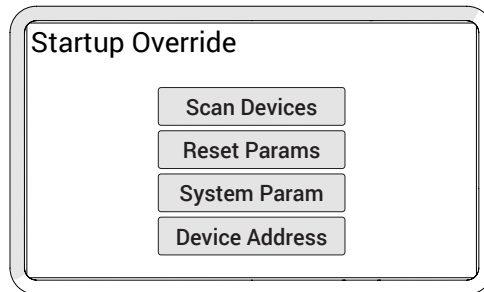 Startup Override
Scan Devices
Reset Params
System Param
Device Address